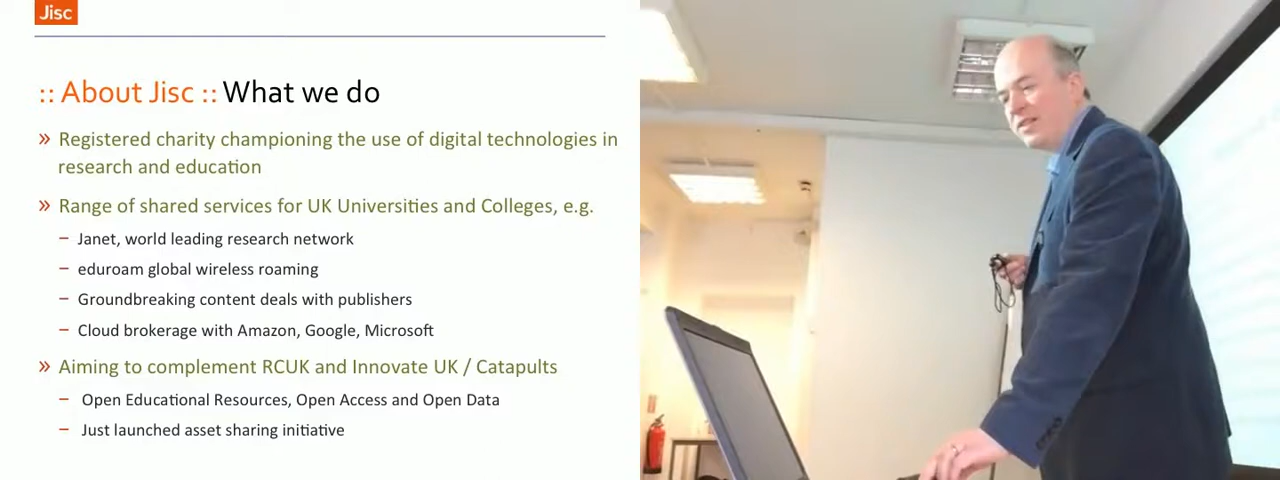 Jisc
:: About Jisc :: What we do
» Registered charity championing the use of digital technologies in
research and education
» Range of shared services for UK Universities and Colleges, e.g.
– Janet, world leading research network
– eduroam global wireless roaming
– Groundbreaking content deals with publishers
– Cloud brokerage with Amazon, Google, Microsoft
» Aiming to complement RCUK and Innovate UK / Catapults
– Open Educational Resources, Open Access and Open Data
– Just launched asset sharing initiative